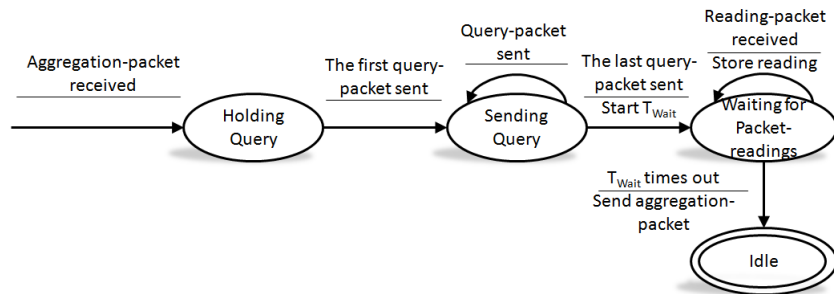 Aggregation-packet
received
Holding
Query
The first query-
packet sent
Query-packet
sent
Sending
Query
The last query-
packet sent
Start TWait
Reading-packet
received
Store reading
Waiting for
Packet-
readings
TWait times out
Send aggregation-
packet
Idle